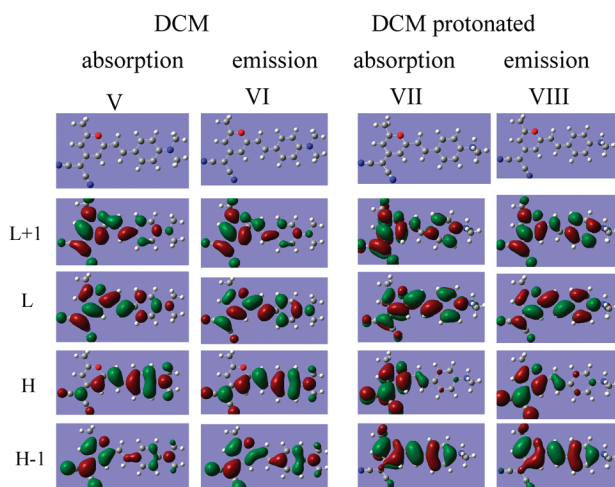 DCM DCM protonated
absorption emission absorption emission
V VI VII VIII
L+1
L
H
H-1